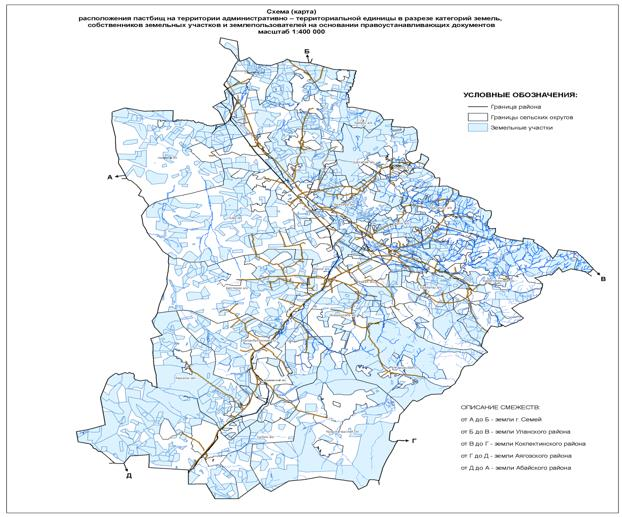 Схема (карта)
расположения пастбищ на территории административно – территориальной единицы в разрезе категорий земель,
собственников земельных участков и землепользователей на основании правоустанавливающих документов
масштаб 1:400 000
Б
УСЛОВНЫЕ ОБОЗНАЧЕНИЯ:
Граница района
Границы сельских округов
Земельные участки
А
В
ОПИСАНИЕ СМЕЖЕСТВ:
от А до Б - земли г. Семей
от Б до В - земли Уланского района
от В до Г - земли Кокпектинского района
от Г до Д - земли Аягозского района
от Д до А - земли Абайского района
Г
Д